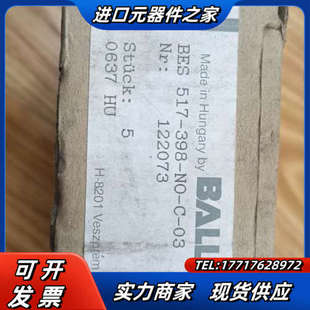 进口元器件之家
Made in Hungary by
BALL
BES 517-398-NO-C-03
Nr: 122073
Stück: 5
0637 HU
H-8201 Veszprém
可开发票
TEL:17717628972
实力商家 现货供应